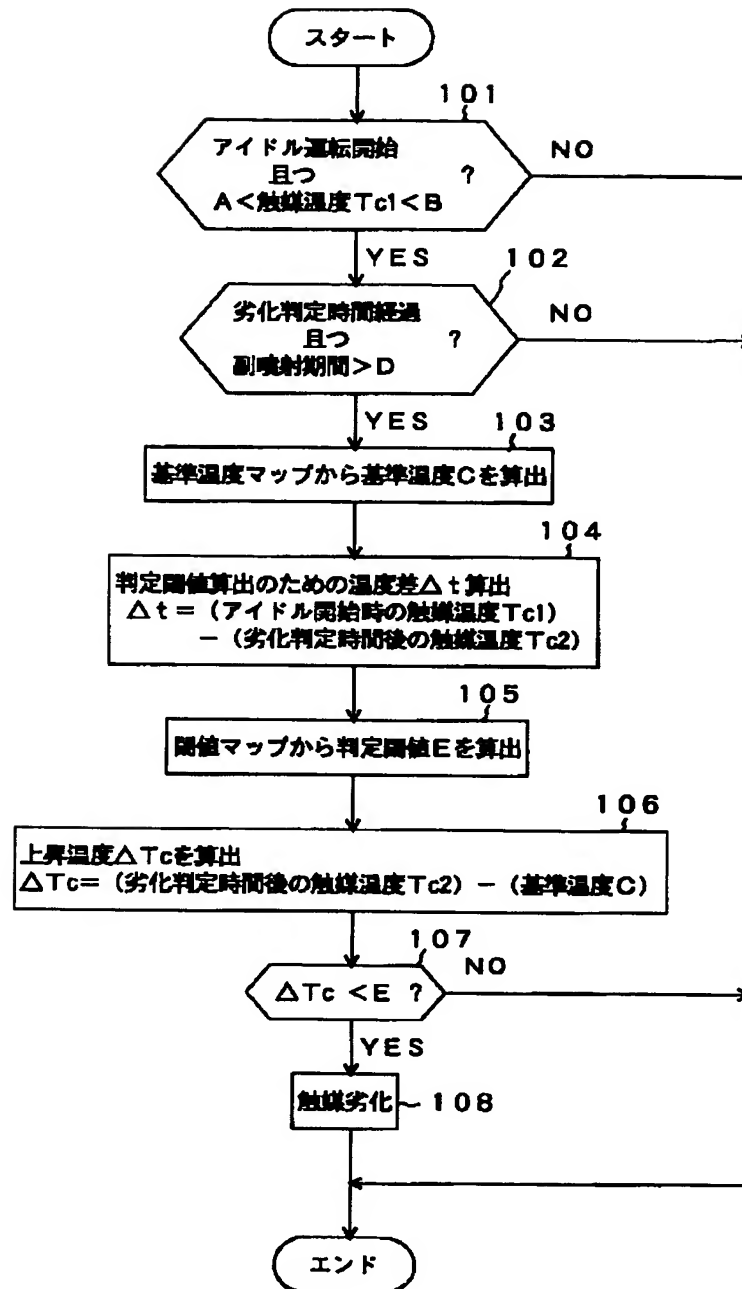 スタート
101
アイドル運転開始
且つ ?
A<触媒温度Tc1<B
NO
YES
102
劣化判定時間経過
且つ ?
副噴射期間>D
NO
YES
103
基準温度マップから基準温度Cを算出
104
判定閾値算出のための温度差△t算出
△t=(アイドル開始時の触媒温度Tc1)
-(劣化判定時間後の触媒温度Tc2)
105
閾値マップから判定閾値Eを算出
106
上昇温度△Tcを算出
△Tc=(劣化判定時間後の触媒温度Tc2)-(基準温度C)
107
△Tc<E ?
NO
YES
触媒劣化
108
エンド